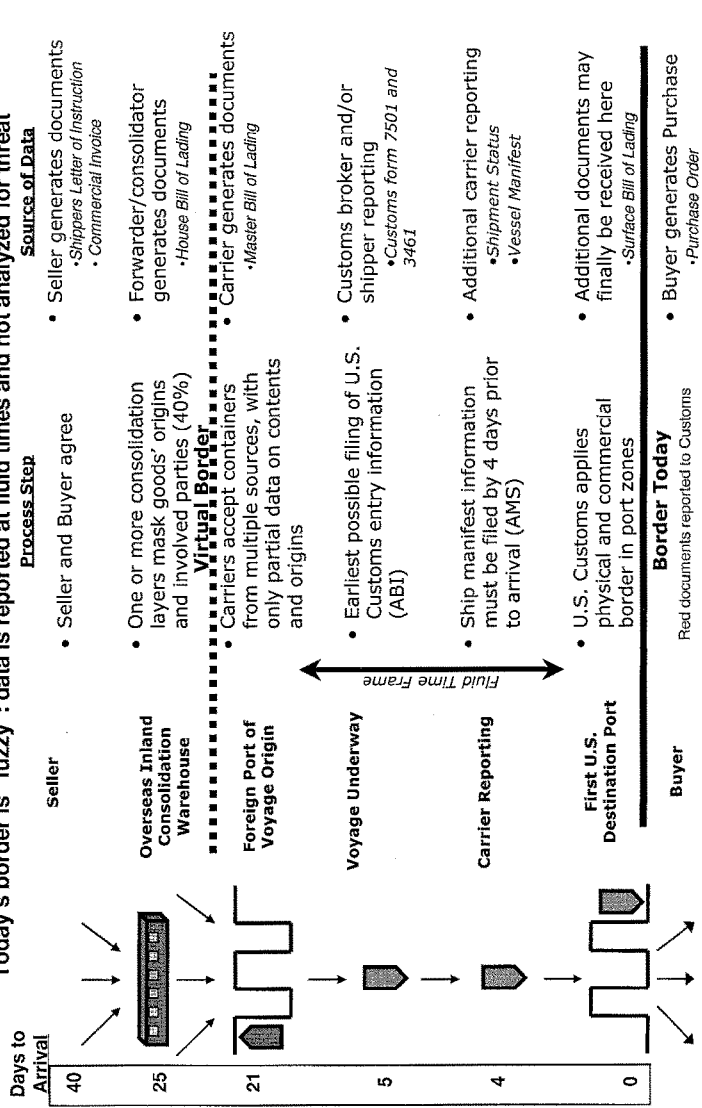 Today's border is "fuzzy": data is reported at fluid times and not analyzed for threat
Days to
Arrival
Process Step
Source of Data
40
Seller
• Seller and Buyer agree
• Seller generates documents
•Shippers Letter of Instruction
• Commercial Invoice
25
Overseas Inland
Consolidation
Warehouse
• One or more consolidation
layers mask goods' origins
and involved parties (40%)
• Forwarder/consolidator
generates documents
•House Bill of Lading
Virtual Border
21
Foreign Port of
Voyage Origin
• Carriers accept containers
from multiple sources, with
only partial data on contents
and origins
• Carrier generates documents
•Master Bill of Lading
Fluid Time Frame
5
Voyage Underway
• Earliest possible filing of U.S.
Customs entry information
(ABI)
• Customs broker and/or
shipper reporting
•Customs form 7501 and
3461
4
Carrier Reporting
• Ship manifest information
must be filed by 4 days prior
to arrival (AMS)
• Additional carrier reporting
•Shipment Status
•Vessel Manifest
0
First U.S.
Destination Port
• U.S. Customs applies
physical and commercial
border in port zones
• Additional documents may
finally be received here
•Surface Bill of Lading
Border Today
Buyer
Red documents reported to Customs
• Buyer generates Purchase
•Purchase Order